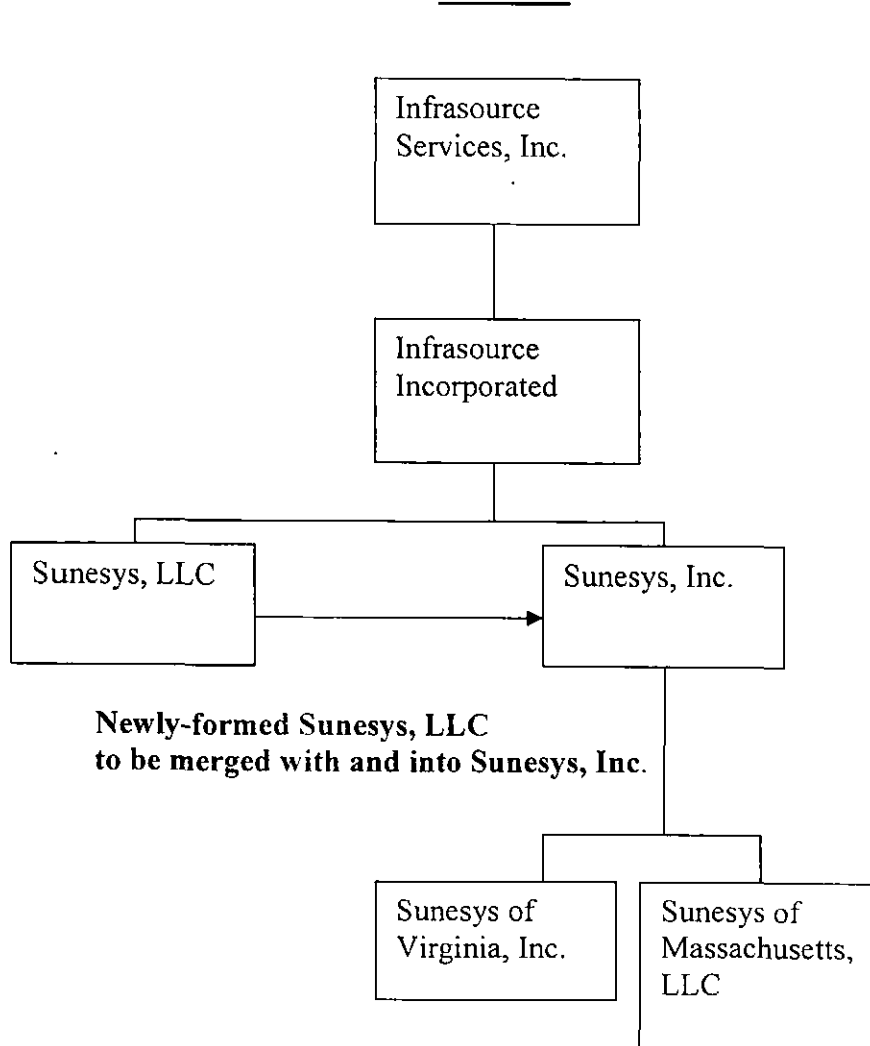 Infrasource
Services, Inc.
Infrasource
Incorporated
Sunesys, LLC
Sunesys, Inc.
Newly-formed Sunesys, LLC
to be merged with and into Sunesys, Inc.
Sunesys of
Virginia, Inc.
Sunesys of
Massachusetts,
LLC